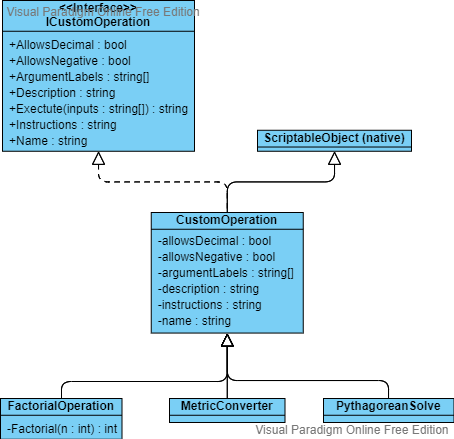 Visual Paradigm Online Free Edition
<<Interface>>
ICustomOperation
+AllowsDecimal : bool
+AllowsNegative : bool
+ArgumentLabels : string[]
+Description : string
+Exectute(inputs : string[]) : string
+Instructions : string
+Name : string
ScriptableObject (native)
CustomOperation
-allowsDecimal : bool
-allowsNegative : bool
-argumentLabels : string[]
-description : string
-instructions : string
-name : string
FactorialOperation
-Factorial(n : int) : int
MetricConverter
PythagoreanSolve
Visual Paradigm Online Free Edition